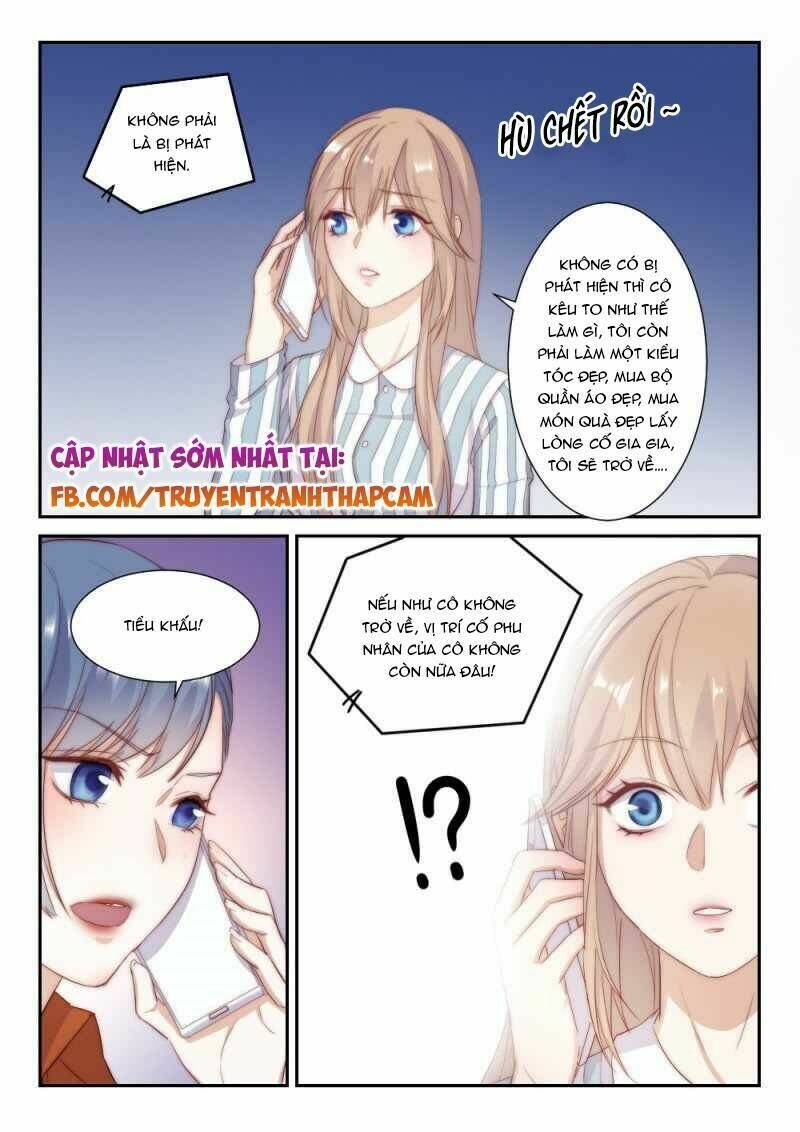 KHÔNG PHẢI
LÀ BỊ PHÁT
HIỆN.
HÙ CHẾT RỒI ~
KHÔNG CÓ BỊ
PHÁT HIỆN THÌ CÔ
KÊU TO NHƯ THẾ
LÀM GÌ, TÔI CÒN
PHẢI LÀM MỘT KIỂU
TÓC ĐẸP, MUA BỘ
QUẦN ÁO ĐẸP, MUA
MÓN QUÀ ĐẸP LẤY
LÒNG CỐ GIA GIA,
TÔI SẼ TRỞ VỀ....
CẬP NHẬT SỚM NHẤT TẠI:
FB.COM/TRUYENTRANHTHAPCAM
TIỀU KHẤU!
NẾU NHƯ CÔ KHÔNG
TRỞ VỀ, VỊ TRÍ CỐ PHU
NHÂN CỦA CÔ KHÔNG
CÒN NỮA ĐÂU!
!?